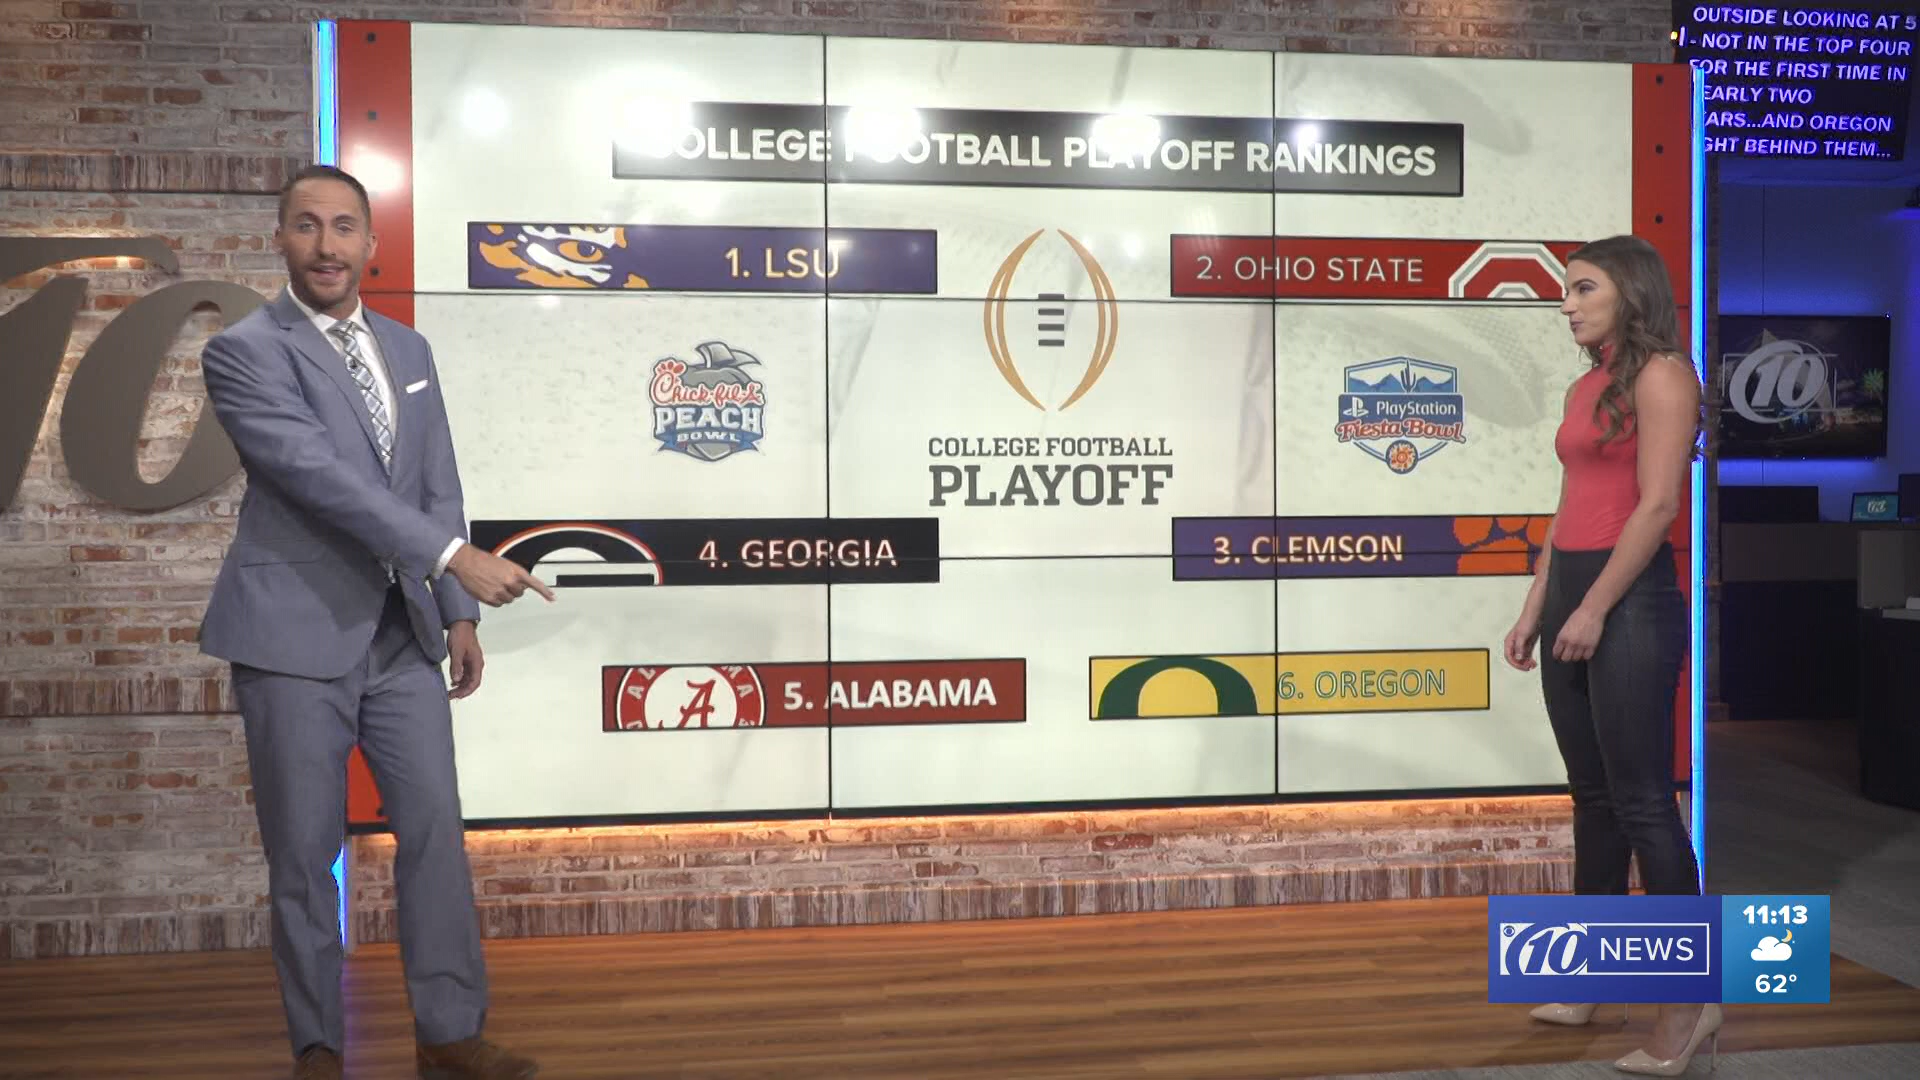 OUTSIDE LOOKING AT 5
- NOT IN THE TOP FOUR
FOR THE FIRST TIME IN
EARLY TWO
ARS...AND OREGON
GHT BEHIND THEM...
COLLEGE FOOTBALL PLAYOFF RANKINGS
1. LSU
2. OHIO STATE
10
Chick-fil-A
PEACH
BOWL
PlayStation
Fiesta Bowl
COLLEGE FOOTBALL
PLAYOFF
10
4. GEORGIA
3. CLEMSON
A
5. ALABAMA
6. OREGON
10 NEWS
11:13
62°